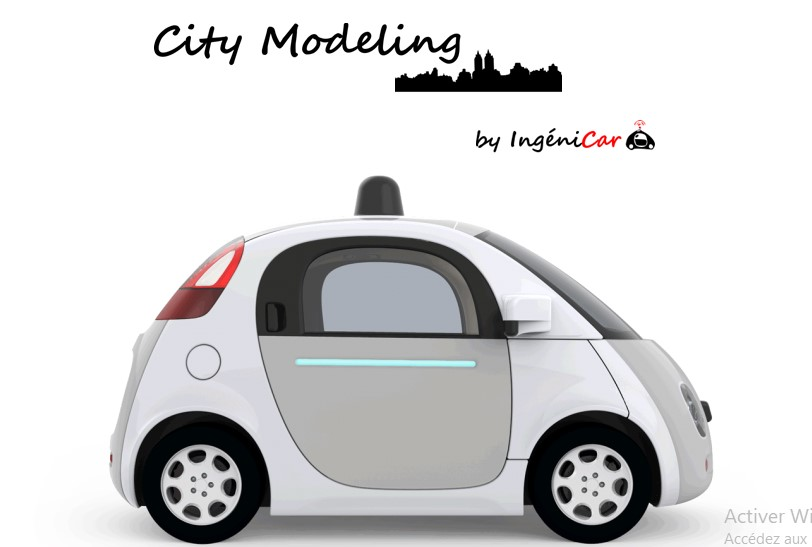 City Modeling
by IngéniCar
Activer Wi
Accédez aux